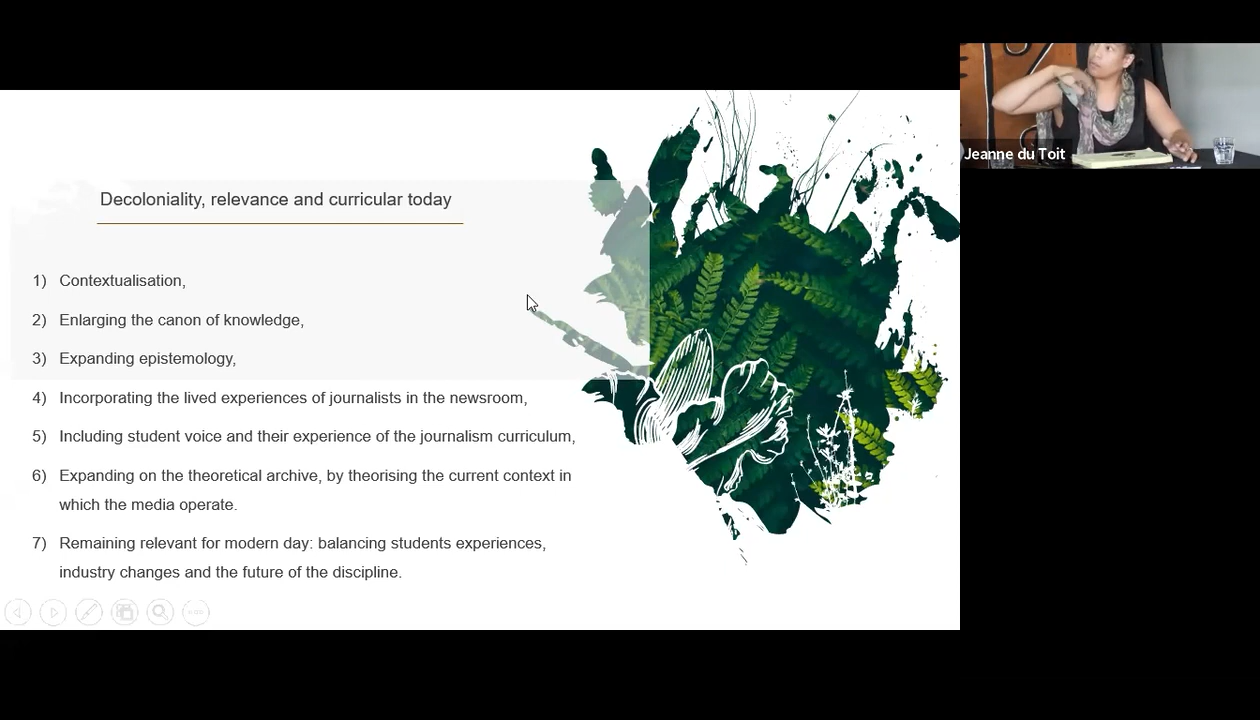 Decoloniality, relevance and curricular today
1) Contextualisation,
2) Enlarging the canon of knowledge,
3) Expanding epistemology,
4) Incorporating the lived experiences of journalists in the newsroom,
5) Including student voice and their experience of the journalism curriculum,
6) Expanding on the theoretical archive, by theorising the current context in
which the media operate.
7) Remaining relevant for modern day: balancing students experiences,
industry changes and the future of the discipline.
Jeanne du Toit